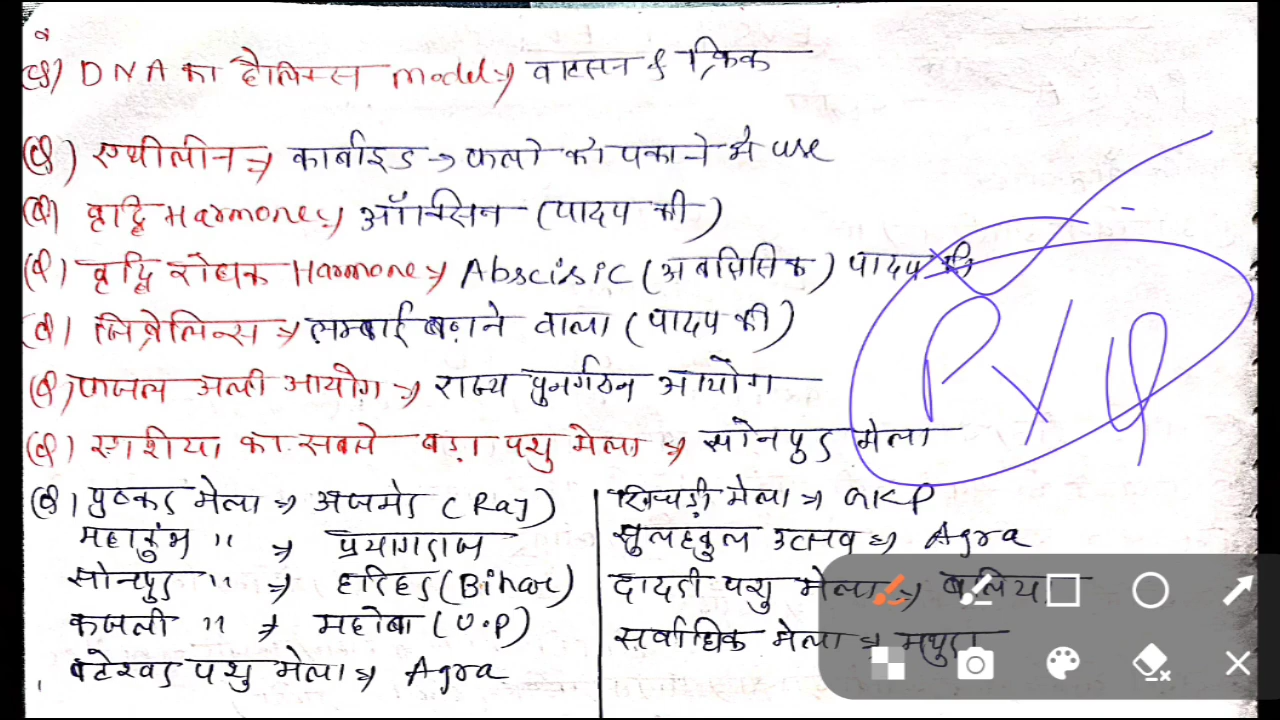 Q) DNA का हैलिक्स model⇒ वाटसन & क्रिक
Q) एथीलीन⇒ कार्बाइड → फलो को पकाने मे use
Q) वृद्धि Harmone⇒ ऑक्सिन (पादप की)
Q) वृद्धि रोधक Harmone⇒ Abscisic (अबसिसिक) पादप की
Q) जिब्रेलिन्स ⇒ लम्बाई बढ़ाने वाला (पादप की)
Q) फजल अली आयोग ⇒ राज्य पुनर्गठन आयोग
Q) एशीया का सबसे बड़ा पशु मेला ⇒ सोनपुर मेला
PYQ
Q) पुष्कर मेला ⇒ अजमेर (Raj)
महाकुंभ " ⇒ प्रयागराज
सोनपुर " ⇒ हरिहर (Bihar)
कजली " ⇒ महोबा (U.P)
बटेश्वर पशु मेला ⇒ Agra
खिचड़ी मेला ⇒ GKP
सुलहकुल उत्सव ⇒ Agra
दादरी पशु मेला ⇒ बलिया
सर्वाधिक मेला ⇒ मथुरा